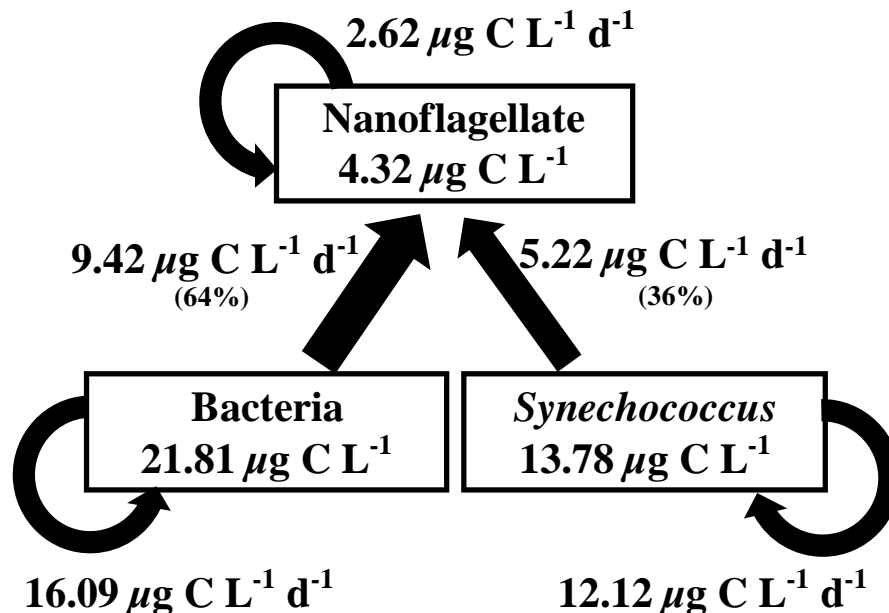 2.62 µg C L⁻¹ d⁻¹
Nanoflagellate
4.32 µg C L⁻¹
9.42 µg C L⁻¹ d⁻¹
(64%)
5.22 µg C L⁻¹ d⁻¹
(36%)
Bacteria
21.81 µg C L⁻¹
Synechococcus
13.78 µg C L⁻¹
16.09 µg C L⁻¹ d⁻¹
12.12 µg C L⁻¹ d⁻¹